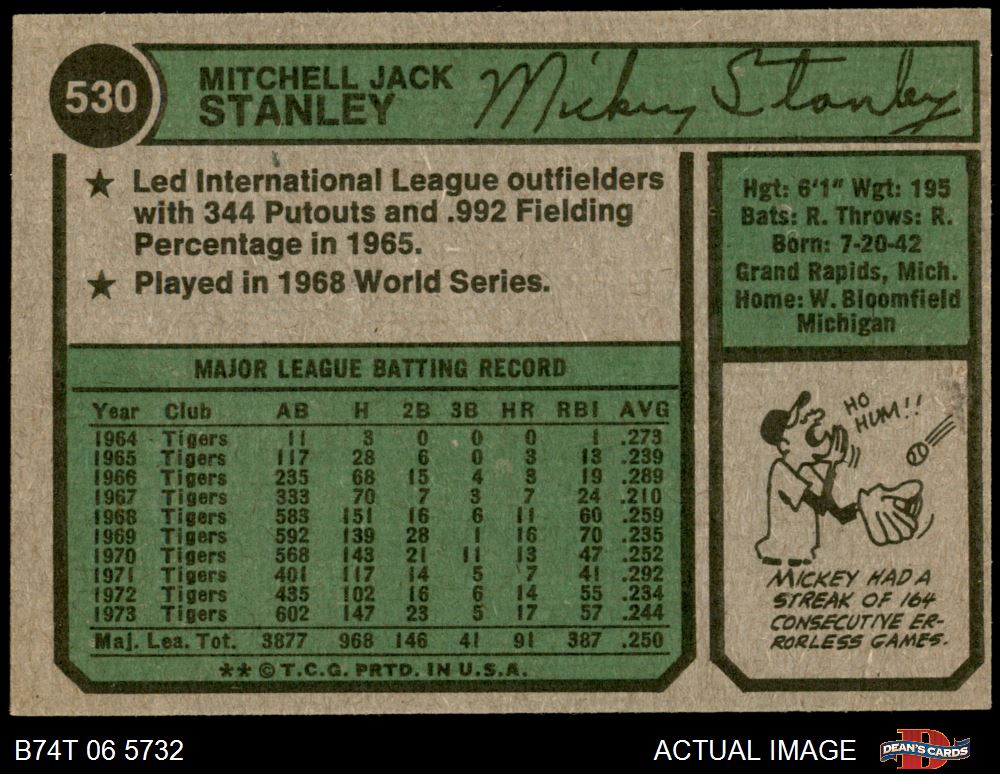 530
MITCHELL JACK
STANLEY
Mickey Stanley
★ Led International League outfielders
with 344 Putouts and .992 Fielding
Percentage in 1965.
★ Played in 1968 World Series.
Hgt: 6'1" Wgt: 195
Bats: R. Throws: R.
Born: 7-20-42
Grand Rapids, Mich.
Home: W. Bloomfield
Michigan
MAJOR LEAGUE BATTING RECORD
Year Club AB H 2B 3B HR RBI AVG
1964 Tigers 11 3 0 0 0 1 .273
1965 Tigers 117 28 6 0 3 13 .239
1966 Tigers 235 68 15 4 3 19 .289
1967 Tigers 333 70 7 3 7 24 .210
1968 Tigers 583 151 16 6 11 60 .259
1969 Tigers 592 139 28 1 16 70 .235
1970 Tigers 568 143 21 11 13 47 .252
1971 Tigers 401 117 14 5 7 41 .292
1972 Tigers 435 102 16 6 14 55 .234
1973 Tigers 602 147 23 5 17 57 .244
Maj. Lea. Tot. 3877 968 146 41 91 387 .250
** © T.C.G. PRTD. IN U.S.A.
HO
HUM!!
MICKEY HAD A
STREAK OF 164
CONSECUTIVE ER-
RORLESS GAMES.
B74T 06 5732
ACTUAL IMAGE
DEAN'S CARDS